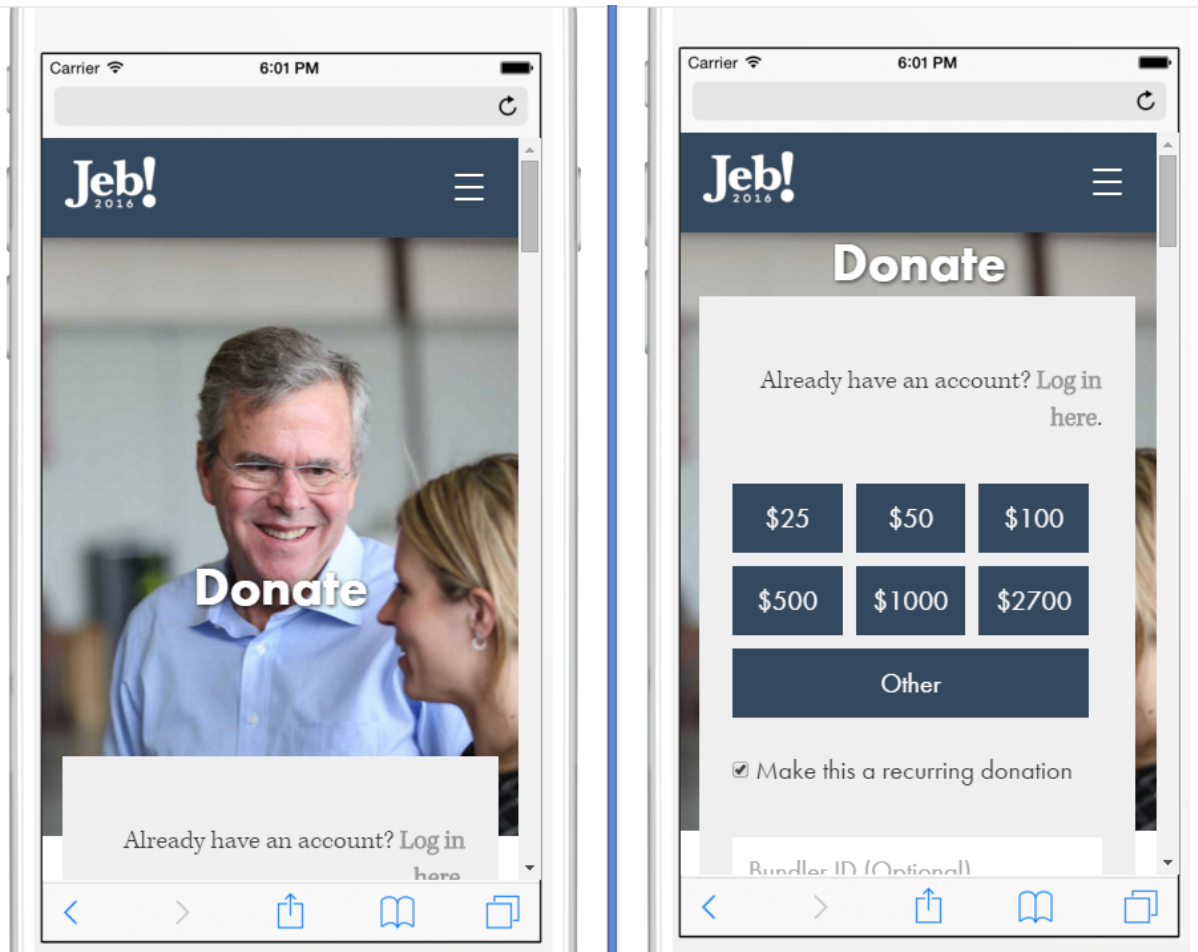 Carrier 6:01 PM
Jeb!
2016
Donate
Already have an account? Log in
here.
Carrier 6:01 PM
Jeb!
2016
Donate
Already have an account? Log in
here.
$25 $50 $100
$500 $1000 $2700
Other
Make this a recurring donation
Bundler ID (Optional)